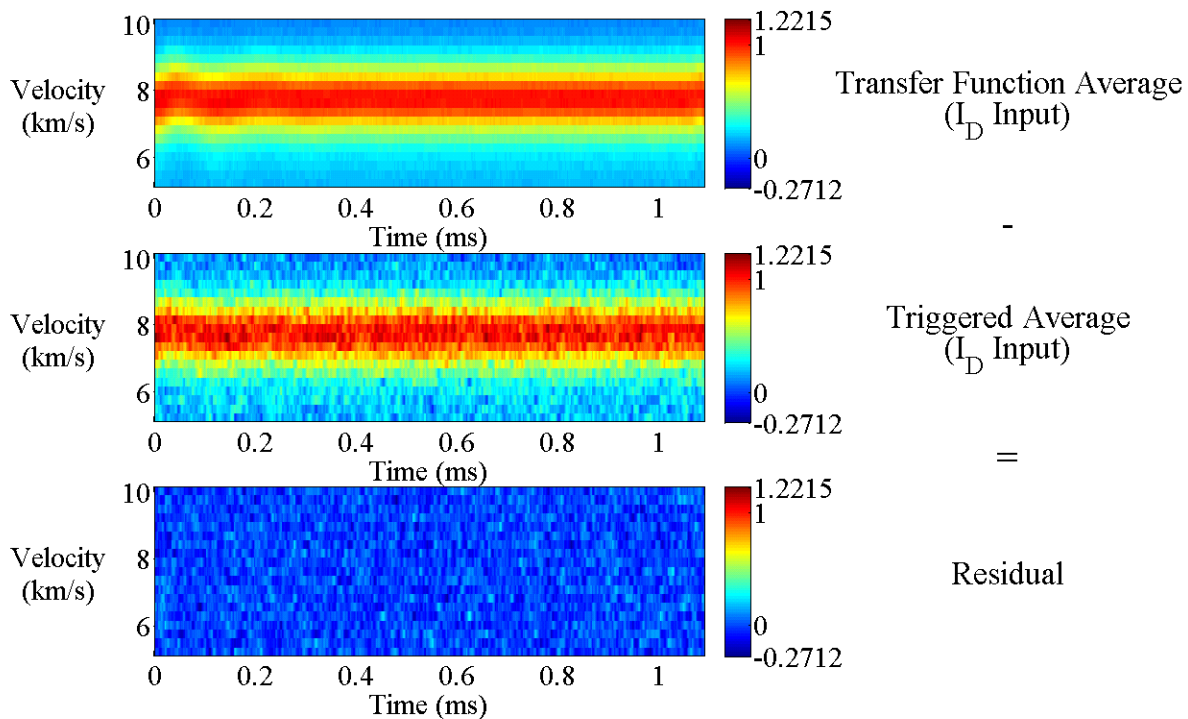 10
8
6
Velocity
(km/s)
0 0.2 0.4 0.6 0.8 1
Time (ms)
1.2215
1
0
-0.2712
Transfer Function Average
(I_D Input)
-
10
8
6
Velocity
(km/s)
0 0.2 0.4 0.6 0.8 1
Time (ms)
1.2215
1
0
-0.2712
Triggered Average
(I_D Input)
=
10
8
6
Velocity
(km/s)
0 0.2 0.4 0.6 0.8 1
Time (ms)
1.2215
1
0
-0.2712
Residual